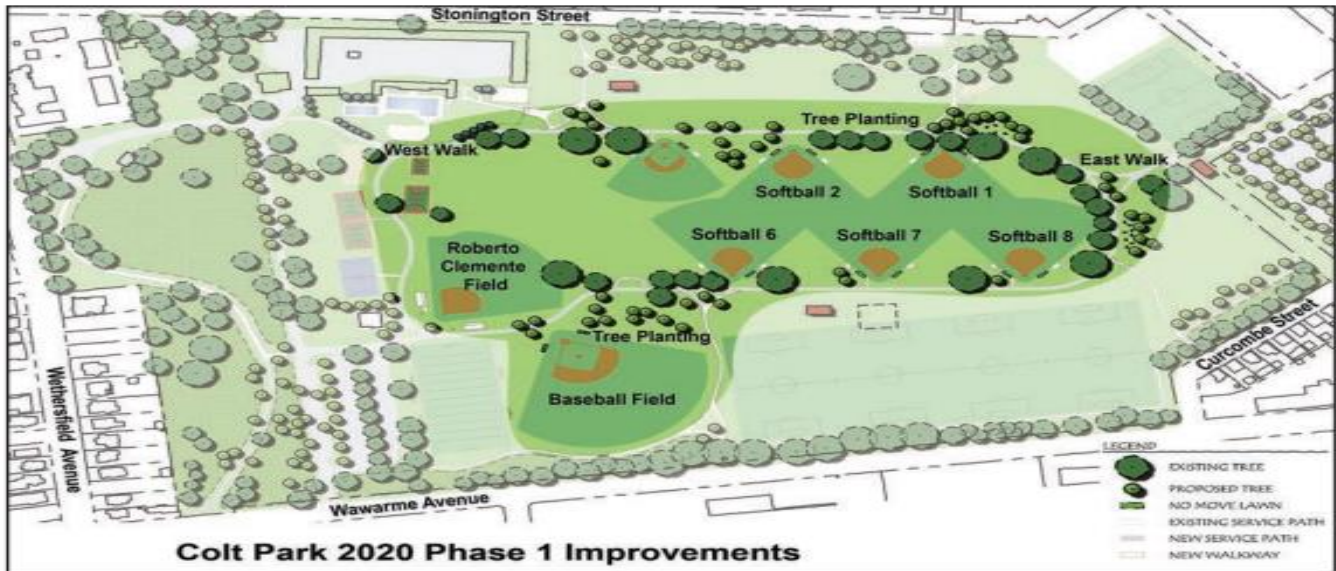 Stonington Street
Tree Planting
West Walk
East Walk
Softball 2
Softball 1
Softball 6
Softball 7
Softball 8
Roberto
Clemente
Field
Tree Planting
Baseball Field
Wethersfield Avenue
Curcombe Street
Wawarme Avenue
LEGEND
EXISTING TREE
PROPOSED TREE
NO MOVE LAWN
EXISTING SERVICE PATH
NEW SERVICE PATH
NEW WALKWAY
Colt Park 2020 Phase 1 Improvements